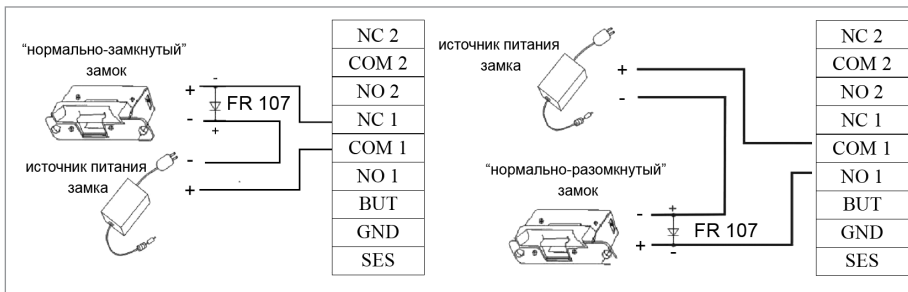 “нормально-замкнутый”
замок
+
-
-
+
FR 107
-
+
источник питания
замка
NC 2
COM 2
NO 2
NC 1
COM 1
NO 1
BUT
GND
SES
источник питания
замка
+
-
“нормально-разомкнутый”
замок
-
+
+
-
FR 107
NC 2
COM 2
NO 2
NC 1
COM 1
NO 1
BUT
GND
SES